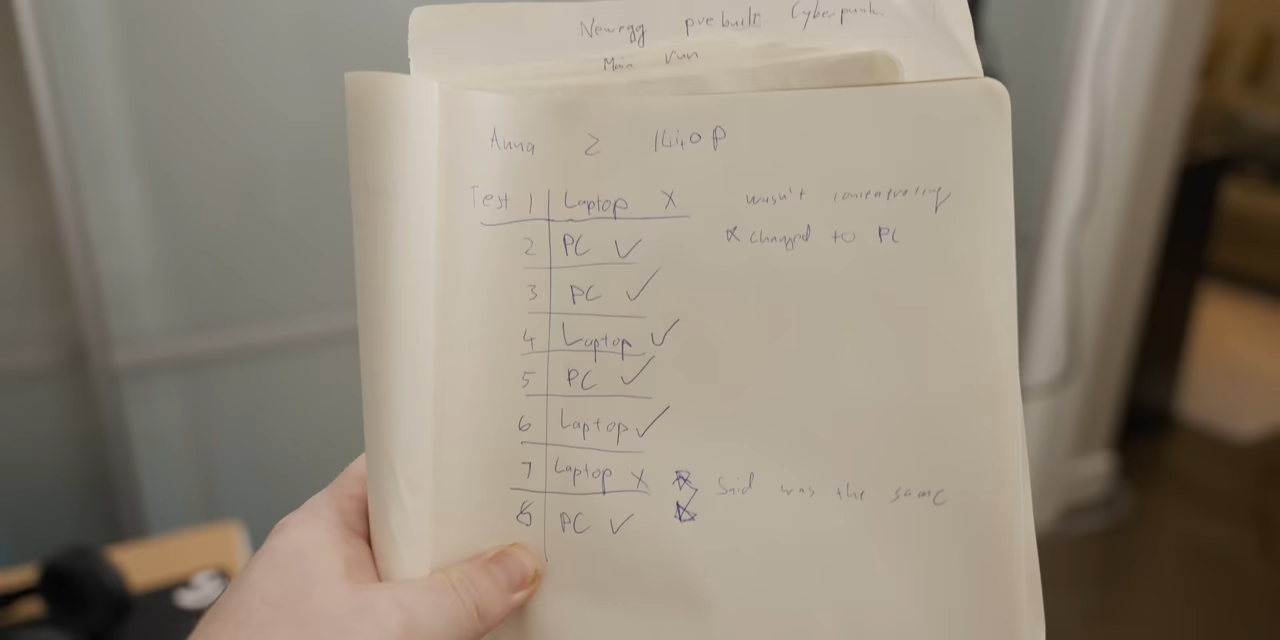 Newegg prebuilt Cyberpunk
Main run
Anna 2 1440P
Test 1 Laptop X wasn't concentrating
2 PC ✓ changed to PC
3 PC ✓
4 Laptop ✓
5 PC ✓
6 Laptop ✓
7 Laptop X Said was the same
8 PC ✓